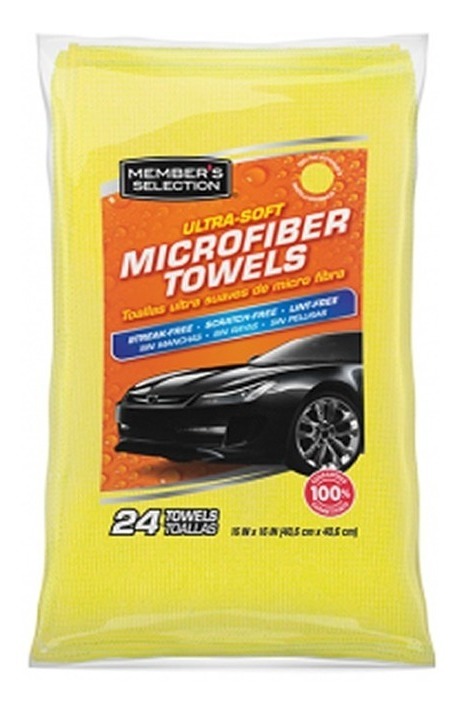 MEMBER'S
SELECTION
ULTRA-SOFT
MICROFIBER
TOWELS
Toallas ultra suaves de micro fibra
STREAK-FREE • SCRATCH-FREE • LINT-FREE
SIN MANCHAS • SIN RAYAS • SIN PELUSAS
100%
24 TOWELS
TOALLAS
16 IN x 16 IN (40,6 cm x 40,6 cm)